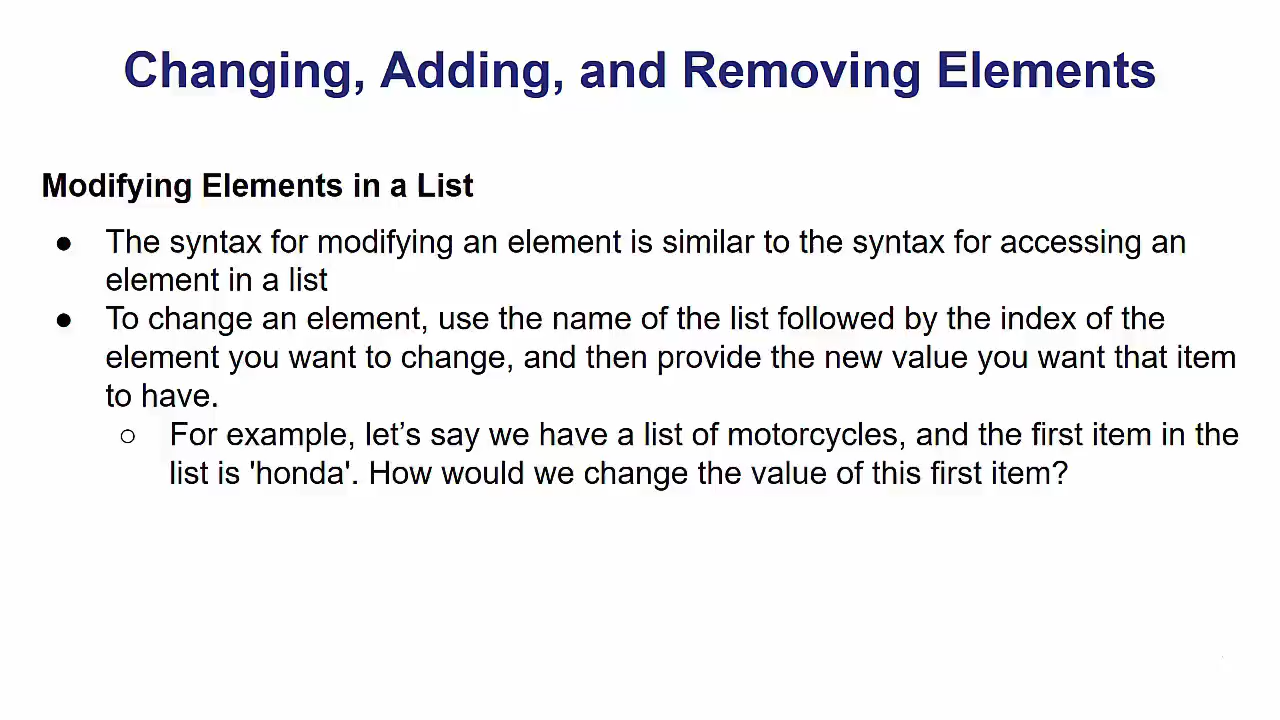 Changing, Adding, and Removing Elements
Modifying Elements in a List
● The syntax for modifying an element is similar to the syntax for accessing an
element in a list
● To change an element, use the name of the list followed by the index of the
element you want to change, and then provide the new value you want that item
to have.
○ For example, let’s say we have a list of motorcycles, and the first item in the
list is 'honda'. How would we change the value of this first item?